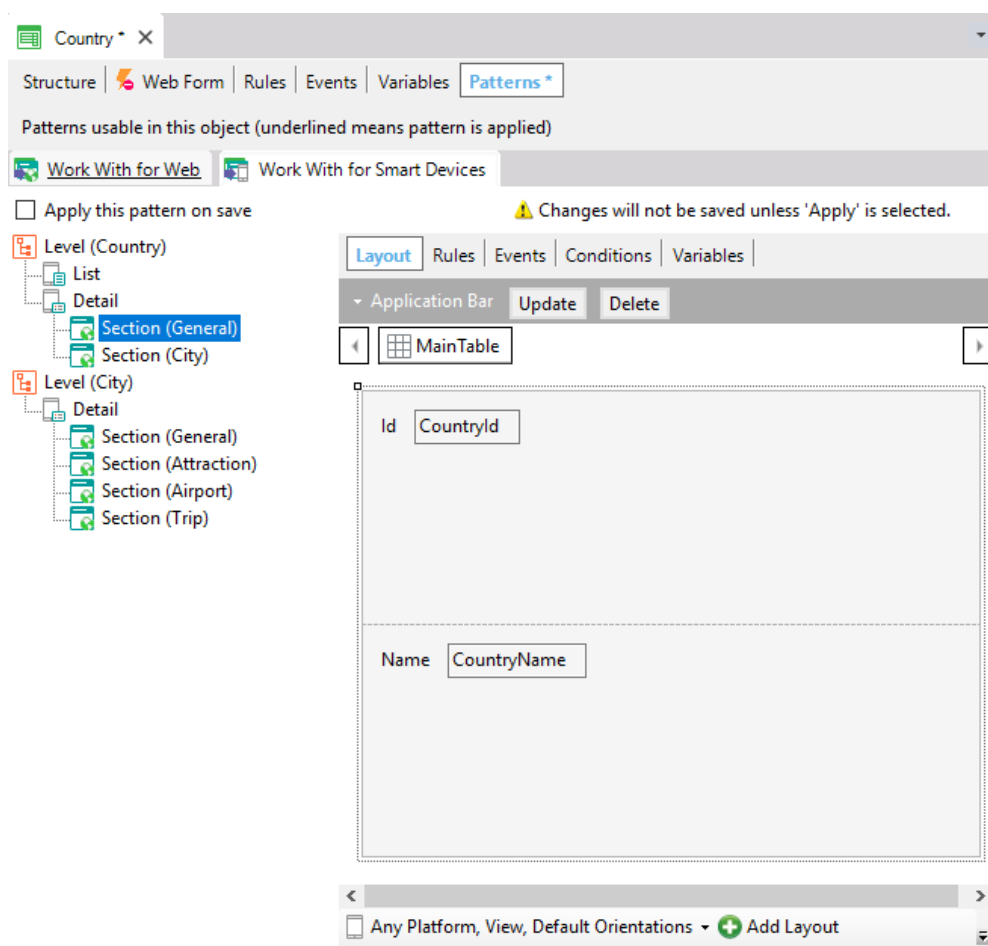 Country *
Structure Web Form Rules Events Variables Patterns *
Patterns usable in this object (underlined means pattern is applied)
Work With for Web Work With for Smart Devices
Apply this pattern on save Changes will not be saved unless 'Apply' is selected.
Level (Country)
List
Detail
Section (General)
Section (City)
Level (City)
Detail
Section (General)
Section (Attraction)
Section (Airport)
Section (Trip)
Layout Rules Events Conditions Variables
Application Bar Update Delete
MainTable
Id CountryId
Name CountryName
Any Platform, View, Default Orientations Add Layout